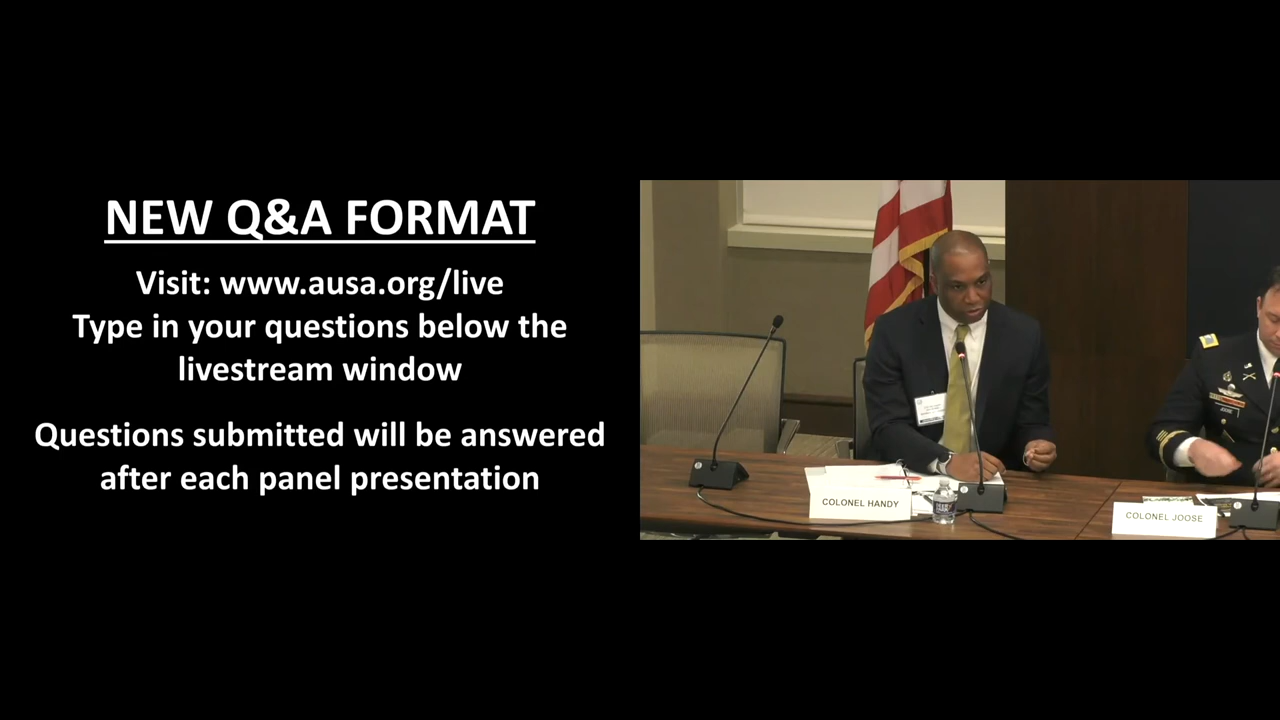 NEW Q&A FORMAT
Visit: www.ausa.org/live
Type in your questions below the
livestream window
Questions submitted will be answered
after each panel presentation
COLONEL HANDY
COLONEL JOOSE